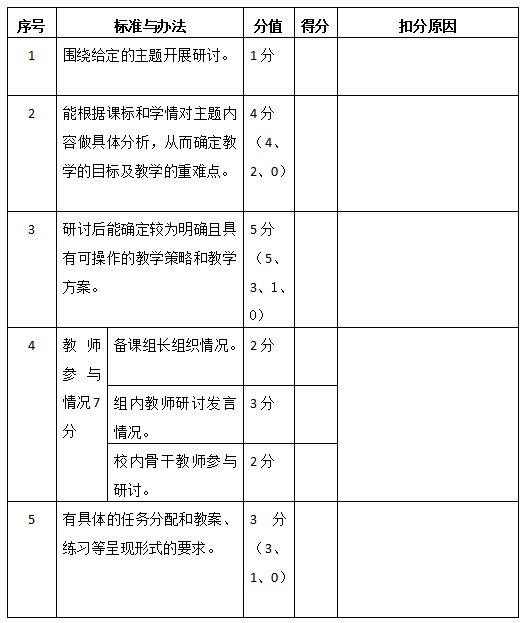 序号 标准与办法 分值 得分 扣分原因
1 围绕给定的主题开展研讨。 1分
2 能根据课标和学情对主题内 4分
容做具体分析，从而确定教 （4、
学的目标及教学的重难点。 2、0）
3 研讨后能确定较为明确且具 5分
有可操作的教学策略和教学 （5、
方案。 3、1、
0）
4 教师 备课组长组织情况。 2分
参与
情况7 组内教师研讨发言 3分
分 情况。
校内骨干教师参与 2分
研讨。
5 有具体的任务分配和教案、 3分
练习等呈现形式的要求。 （3、
1、0）